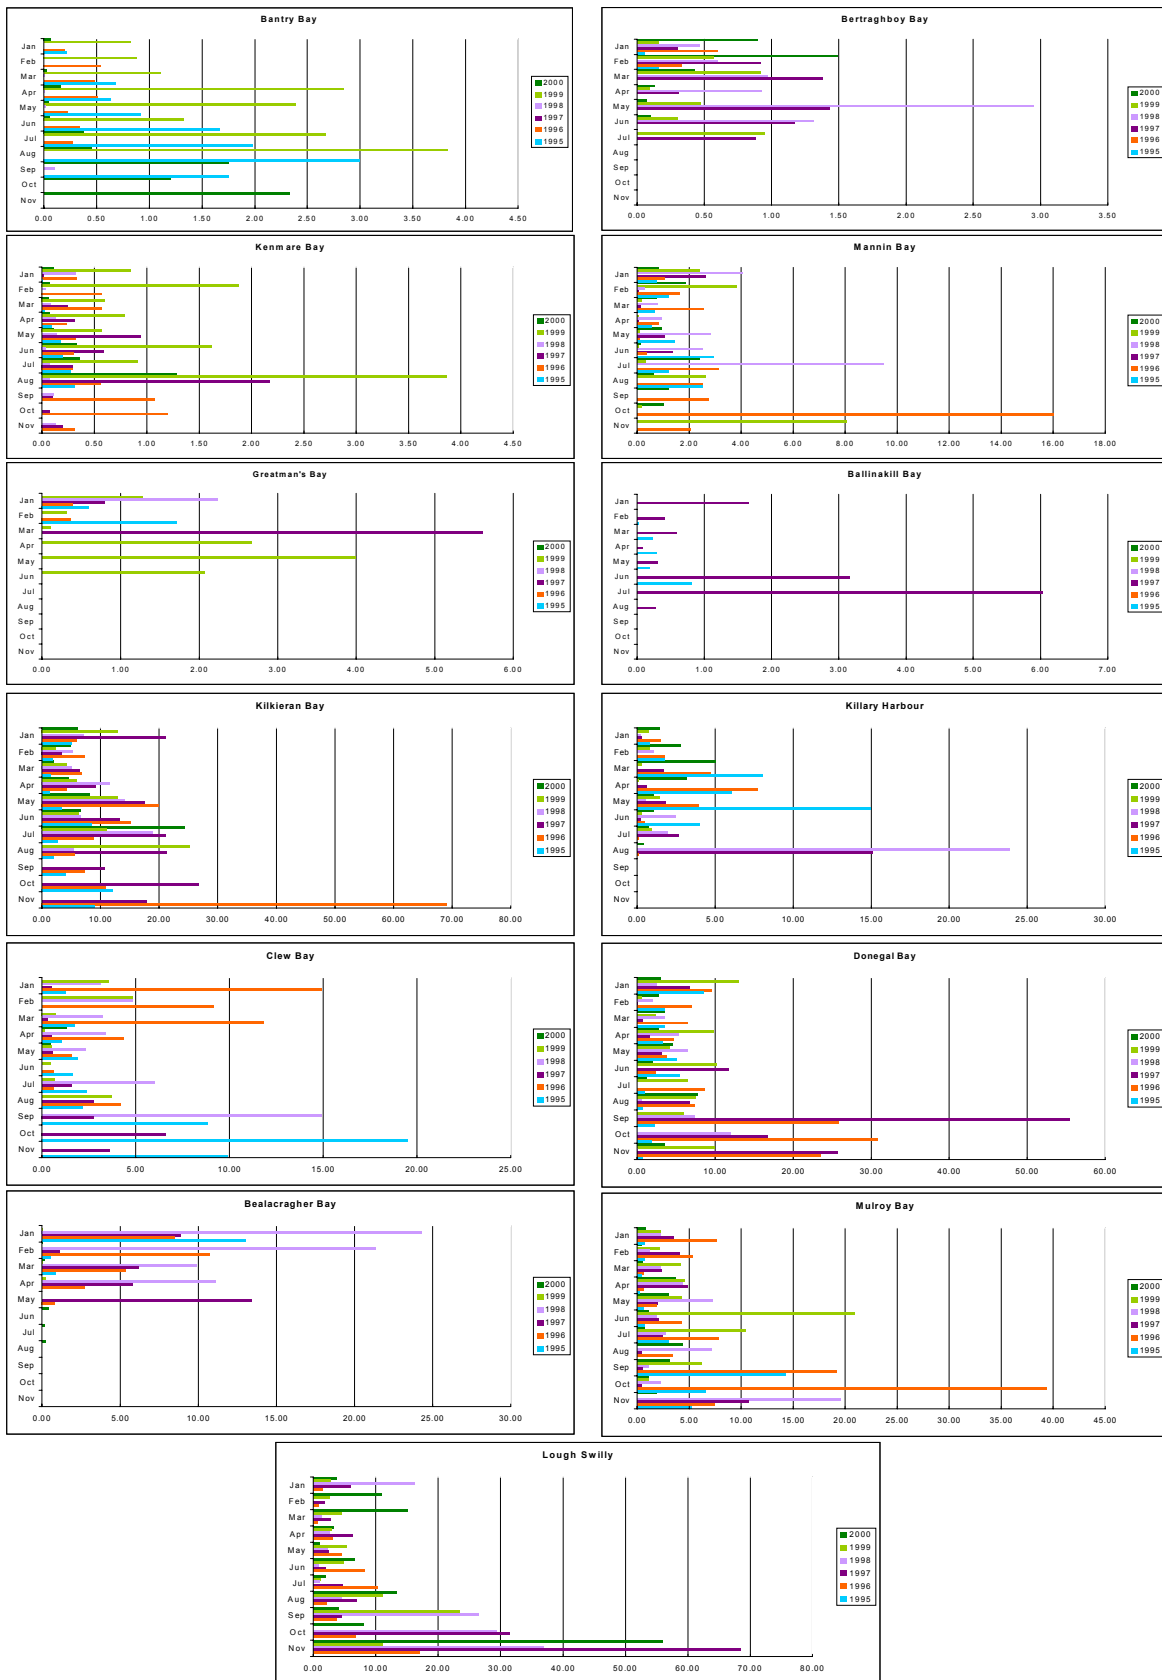 Bantry Bay
Jan
Feb
Mar
Apr
May
Jun
Jul
Aug
Sep
Oct
Nov
0.00 0.50 1.00 1.50 2.00 2.50 3.00 3.50 4.00 4.50
2000
1999
1998
1997
1996
1995
Bertraghboy Bay
Jan
Feb
Mar
Apr
May
Jun
Jul
Aug
Sep
Oct
Nov
0.00 0.50 1.00 1.50 2.00 2.50 3.00 3.50
2000
1999
1998
1997
1996
1995
Kenmare Bay
Jan
Feb
Mar
Apr
May
Jun
Jul
Aug
Sep
Oct
Nov
0.0 0.5 1.0 1.5 2.0 2.5 3.0 3.5 4.0 4.5
2000
1999
1998
1997
1996
1995
Mannin Bay
Jan
Feb
Mar
Apr
May
Jun
Jul
Aug
Sep
Oct
Nov
0.00 2.00 4.00 6.00 8.00 10.00 12.00 14.00 16.00 18.00
2000
1999
1998
1997
1996
1995
Greatman's Bay
Jan
Feb
Mar
Apr
May
Jun
Jul
Aug
Sep
Oct
Nov
0.00 1.00 2.00 3.00 4.00 5.00 6.00
2000
1999
1998
1997
1996
1995
Ballinakill Bay
Jan
Feb
Mar
Apr
May
Jun
Jul
Aug
Sep
Oct
Nov
0.00 1.00 2.00 3.00 4.00 5.00 6.00 7.00
2000
1999
1998
1997
1996
1995
Kilkieran Bay
Jan
Feb
Mar
Apr
May
Jun
Jul
Aug
Sep
Oct
Nov
0.00 10.00 20.00 30.00 40.00 50.00 60.00 70.00 80.00
2000
1999
1998
1997
1996
1995
Killary Harbour
Jan
Feb
Mar
Apr
May
Jun
Jul
Aug
Sep
Oct
Nov
0.00 5.00 10.00 15.00 20.00 25.00 30.00
2000
1999
1998
1997
1996
1995
Clew Bay
Jan
Feb
Mar
Apr
May
Jun
Jul
Aug
Sep
Oct
Nov
0.00 5.00 10.00 15.00 20.00 25.00
2000
1999
1998
1997
1996
1995
Donegal Bay
Jan
Feb
Mar
Apr
May
Jun
Jul
Aug
Sep
Oct
Nov
0.00 10.00 20.00 30.00 40.00 50.00 60.00
2000
1999
1998
1997
1996
1995
Bealacragher Bay
Jan
Feb
Mar
Apr
May
Jun
Jul
Aug
Sep
Oct
Nov
0.00 5.00 10.00 15.00 20.00 25.00 30.00
2000
1999
1998
1997
1996
1995
Mulroy Bay
Jan
Feb
Mar
Apr
May
Jun
Jul
Aug
Sep
Oct
Nov
0.00 5.00 10.00 15.00 20.00 25.00 30.00 35.00 40.00 45.00
2000
1999
1998
1997
1996
1995
Lough Swilly
Jan
Feb
Mar
Apr
May
Jun
Jul
Aug
Sep
Oct
Nov
0.00 10.00 20.00 30.00 40.00 50.00 60.00 70.00 80.00
2000
1999
1998
1997
1996
1995